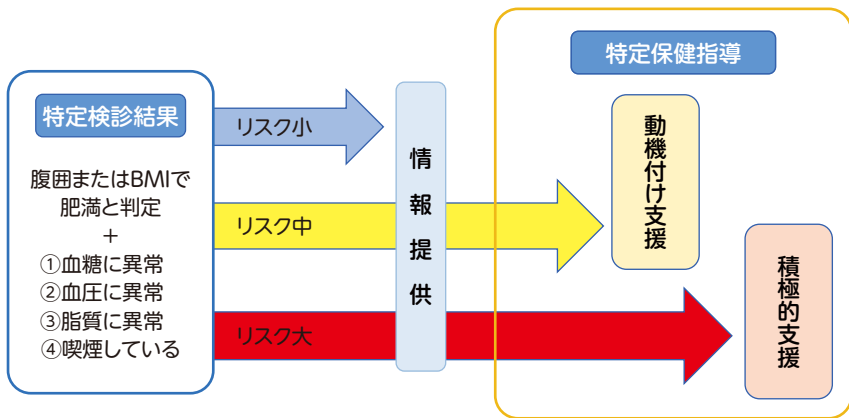 特定保健指導
特定検診結果
腹囲またはBMIで
肥満と判定
+
①血糖に異常
②血圧に異常
③脂質に異常
④喫煙している
リスク小
リスク中
リスク大
情報提供
動機付け支援
積極的支援